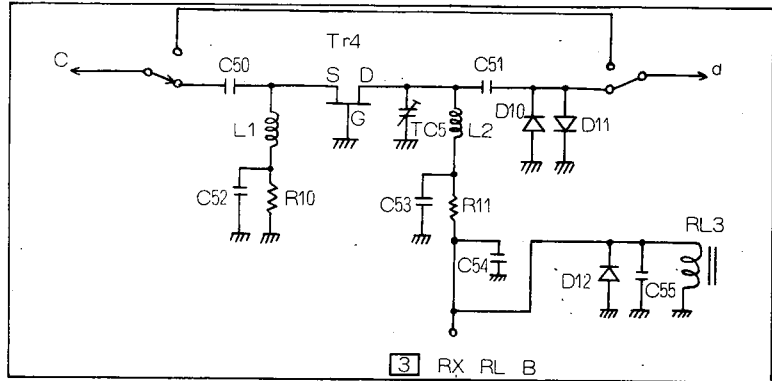 Tr4
C
C50
S
D
G
C51
d
L1
TC5
L2
D10
D11
C52
R10
C53
R11
C54
RL3
D12
C55
3 RX RL B